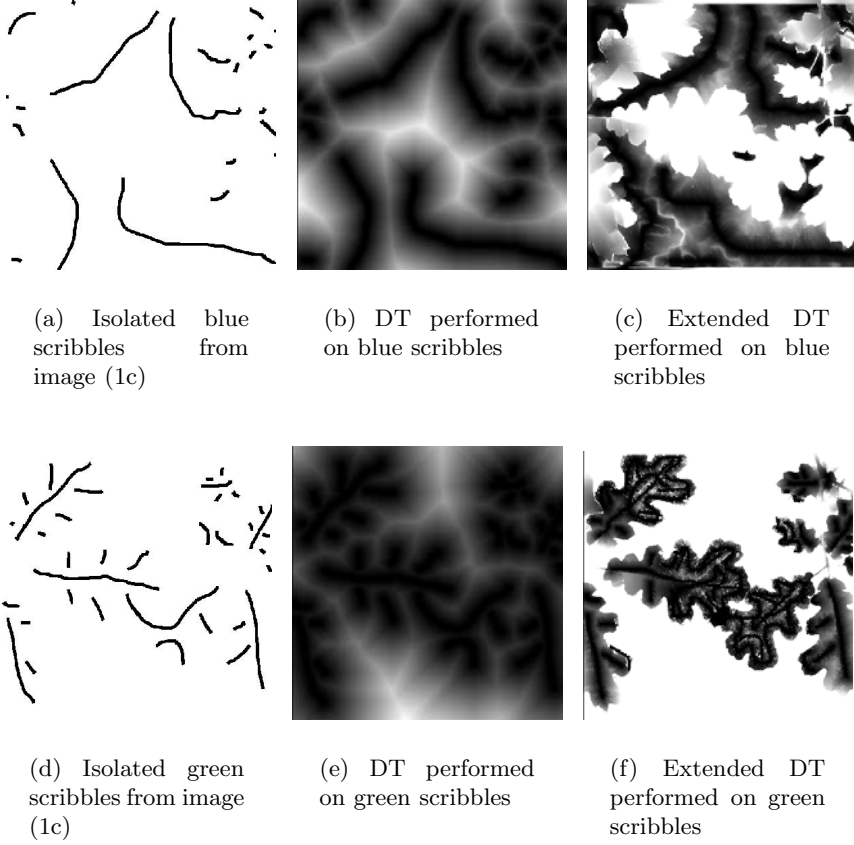 (a) Isolated blue
scribbles from
image (1c)
(b) DT performed
on blue scribbles
(c) Extended DT
performed on blue
scribbles
(d) Isolated green
scribbles from image
(1c)
(e) DT performed
on green scribbles
(f) Extended DT
performed on green
scribbles